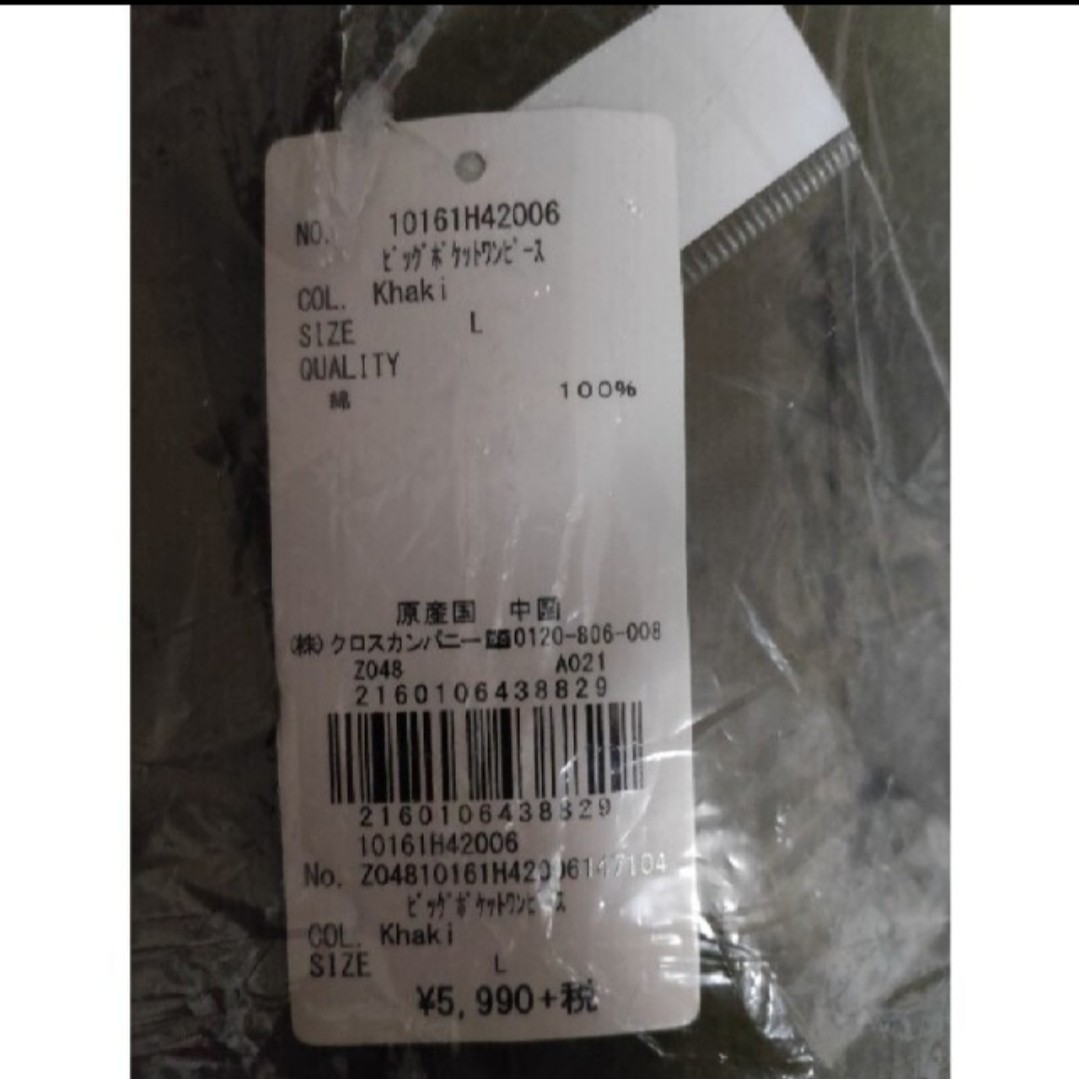 NO. 10161H42006
ﾋﾞｯｸﾞﾎﾟｹｯﾄﾜﾝﾋﾟｰｽ
COL. Khaki
SIZE L
QUALITY
綿 100%
原産国 中国
(株)クロスカンパニー 0120-806-008
Z048 A021
2160106438829
2160106438829
10161H42006
No. Z04810161H42006147104
ﾋﾞｯｸﾞﾎﾟｹｯﾄﾜﾝﾋﾟｰｽ
COL. Khaki
SIZE L
¥5,990+税